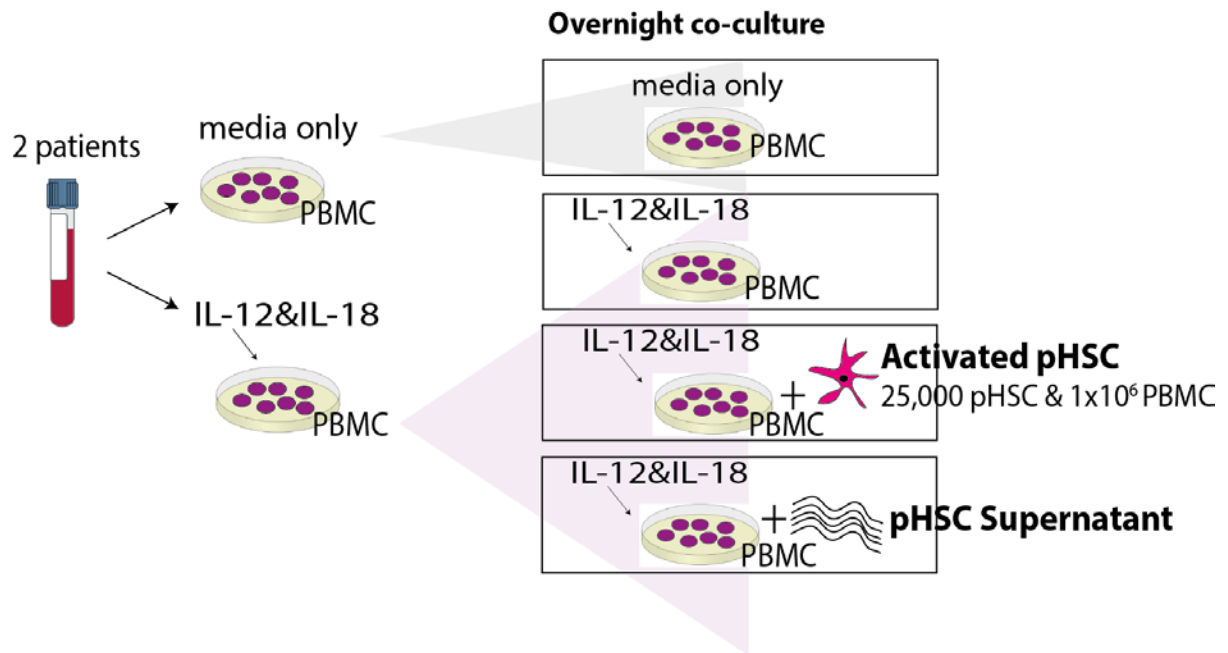 Overnight co-culture
2 patients
media only
PBMC
IL-12&IL-18
PBMC
media only
PBMC
IL-12&IL-18
PBMC
IL-12&IL-18
PBMC
+
Activated pHSC
25,000 pHSC & 1x10⁶ PBMC
IL-12&IL-18
PBMC
+
pHSC Supernatant